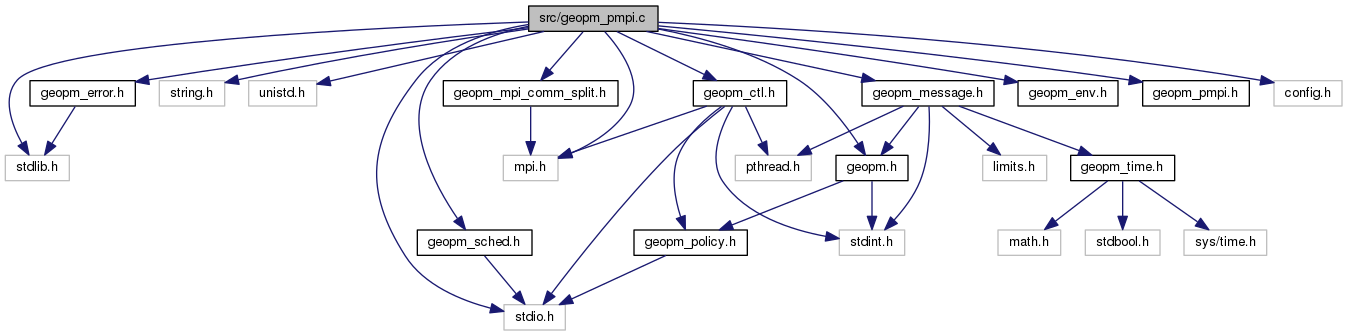 src/geopm_pmpi.c
geopm_error.h
string.h
unistd.h
geopm_mpi_comm_split.h
geopm_ctl.h
geopm_message.h
geopm_env.h
geopm_pmpi.h
config.h
stdlib.h
mpi.h
pthread.h
geopm.h
limits.h
geopm_time.h
geopm_sched.h
geopm_policy.h
stdint.h
math.h
stdbool.h
sys/time.h
stdio.h